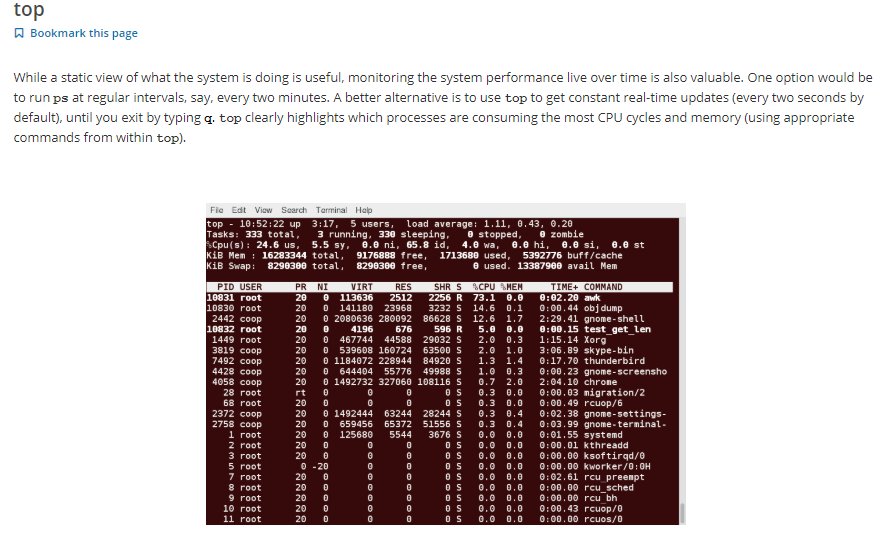 top
Bookmark this page
While a static view of what the system is doing is useful, monitoring the system performance live over time is also valuable. One option would be
to run ps at regular intervals, say, every two minutes. A better alternative is to use top to get constant real-time updates (every two seconds by
default), until you exit by typing q. top clearly highlights which processes are consuming the most CPU cycles and memory (using appropriate
commands from within top).
File Edit View Search Terminal Help
top - 10:52:22 up 3:17, 5 users, load average: 1.11, 0.43, 0.20
Tasks: 333 total, 3 running, 330 sleeping, 0 stopped, 0 zombie
%Cpu(s): 24.6 us, 5.5 sy, 0.0 ni, 65.8 id, 4.0 wa, 0.0 hi, 0.0 si, 0.0 st
KiB Mem : 16283344 total, 9176888 free, 1713680 used, 5392776 buff/cache
KiB Swap: 8290300 total, 8290300 free, 0 used. 13387900 avail Mem
PID USER PR NI VIRT RES SHR S %CPU %MEM TIME+ COMMAND
10831 root 20 0 113636 2512 2256 R 73.1 0.0 0:02.20 awk
10830 root 20 0 141180 23968 3232 S 14.6 0.1 0:00.44 objdump
2442 coop 20 0 2080636 280092 86628 S 12.6 1.7 2:29.41 gnome-shell
10832 root 20 0 4196 676 596 R 5.0 0.0 0:00.15 test_get_len
1449 root 20 0 467744 44588 29032 S 2.0 0.3 1:15.14 Xorg
3819 coop 20 0 539608 160724 63500 S 2.0 1.0 3:06.89 skype-bin
7492 coop 20 0 1184072 228944 84920 S 1.3 1.4 0:17.70 thunderbird
4428 coop 20 0 644404 55776 49988 S 1.0 0.3 0:00.23 gnome-screensho
4058 coop 20 0 1492732 327060 108116 S 0.7 2.0 2:04.10 chrome
28 root rt 0 0 0 0 S 0.3 0.0 0:00.03 migration/2
68 root 20 0 0 0 0 S 0.3 0.0 0:00.49 rcuop/6
2372 coop 20 0 1492444 63244 28244 S 0.3 0.4 0:02.38 gnome-settings-
2758 coop 20 0 659456 65372 51556 S 0.3 0.4 0:03.99 gnome-terminal-
1 root 20 0 125680 5544 3676 S 0.0 0.0 0:01.55 systemd
2 root 20 0 0 0 0 S 0.0 0.0 0:00.01 kthreadd
3 root 20 0 0 0 0 S 0.0 0.0 0:00.00 ksoftirqd/0
5 root 0 -20 0 0 0 S 0.0 0.0 0:00.00 kworker/0:0H
7 root 20 0 0 0 0 S 0.0 0.0 0:02.61 rcu_preempt
8 root 20 0 0 0 0 S 0.0 0.0 0:00.00 rcu_sched
9 root 20 0 0 0 0 S 0.0 0.0 0:00.00 rcu_bh
10 root 20 0 0 0 0 S 0.0 0.0 0:00.43 rcuop/0
11 root 20 0 0 0 0 S 0.0 0.0 0:00.00 rcuos/0